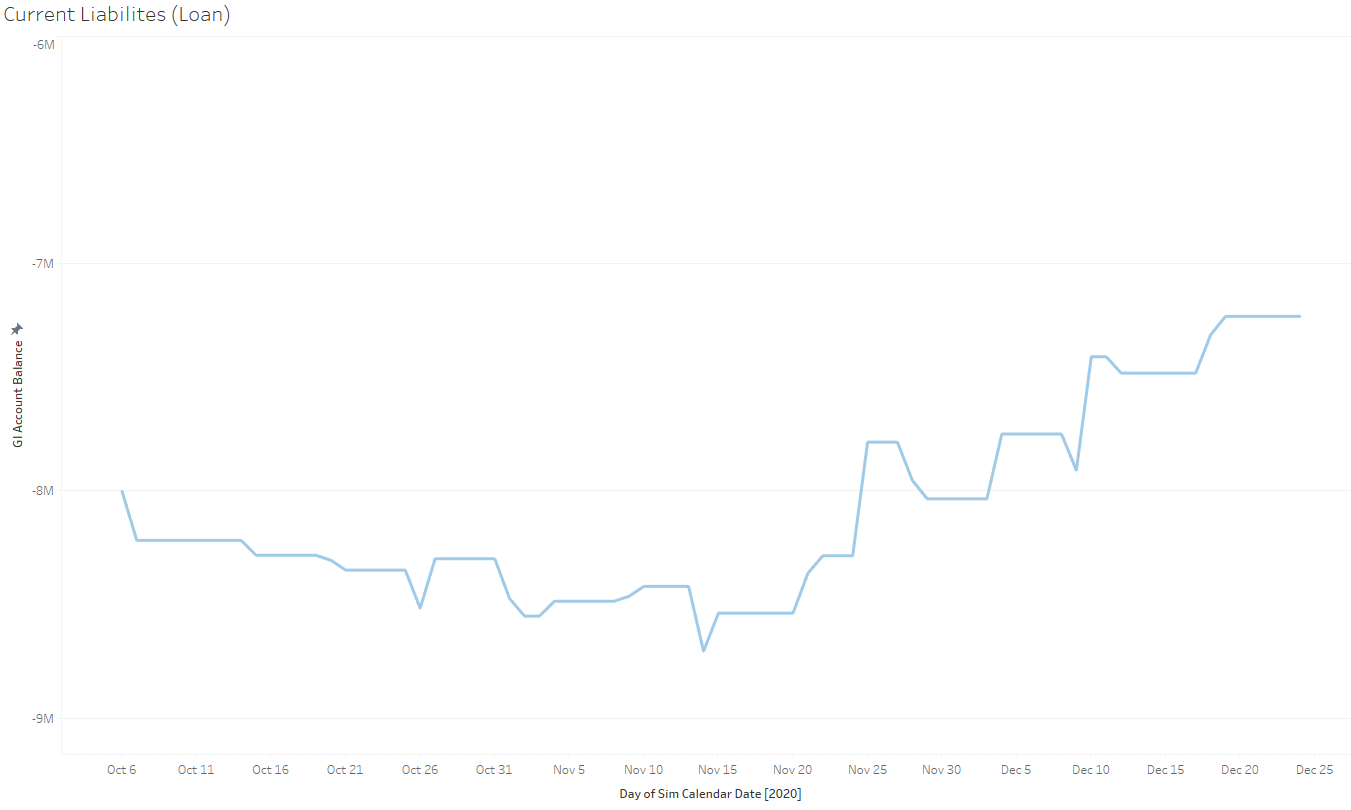 Current Liabilites (Loan)
-6M
-7M
-8M
-9M
Gl Account Balance
Oct 6 Oct 11 Oct 16 Oct 21 Oct 26 Oct 31 Nov 5 Nov 10 Nov 15 Nov 20 Nov 25 Nov 30 Dec 5 Dec 10 Dec 15 Dec 20 Dec 25
Day of Sim Calendar Date [2020]